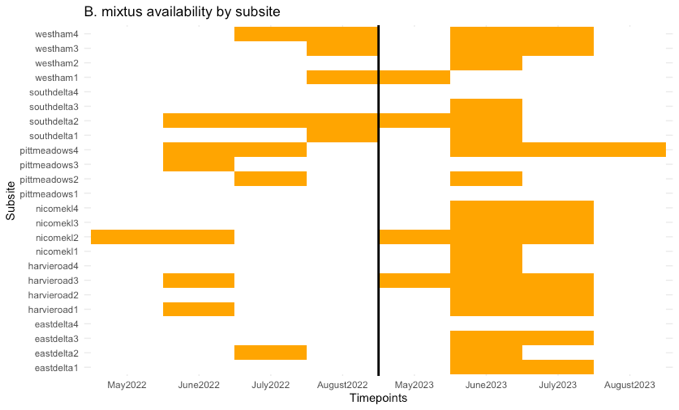 B. mixtus availability by subsite
westham4
westham3
westham2
westham1
southdelta4
southdelta3
southdelta2
southdelta1
pittmeadows4
pittmeadows3
pittmeadows2
pittmeadows1
nicomekl4
nicomekl3
nicomekl2
nicomekl1
harvieroad4
harvieroad3
harvieroad2
harvieroad1
eastdelta4
eastdelta3
eastdelta2
eastdelta1
Subsite
May2022 June2022 July2022 August2022 May2023 June2023 July2023 August2023
Timepoints